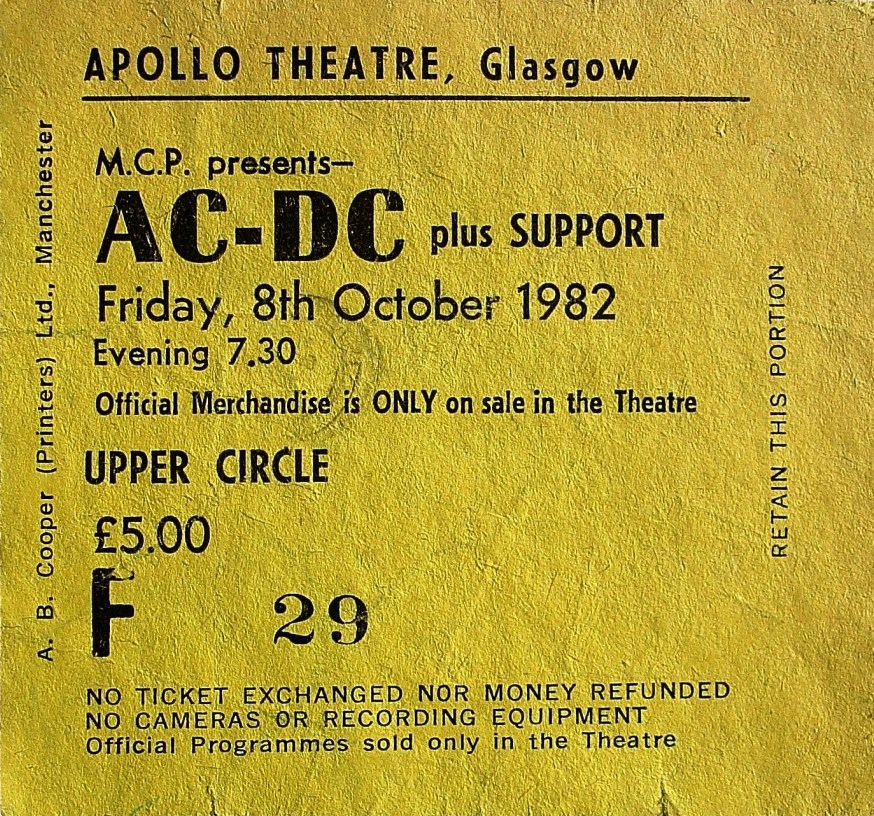 APOLLO THEATRE, Glasgow
M.C.P. presents—
AC-DC plus SUPPORT
Friday, 8th October 1982
Evening 7.30
Official Merchandise is ONLY on sale in the Theatre
UPPER CIRCLE
£5.00
F 29
NO TICKET EXCHANGED NOR MONEY REFUNDED
NO CAMERAS OR RECORDING EQUIPMENT
Official Programmes sold only in the Theatre
A. B. Cooper (Printers) Ltd., Manchester
RETAIN THIS PORTION